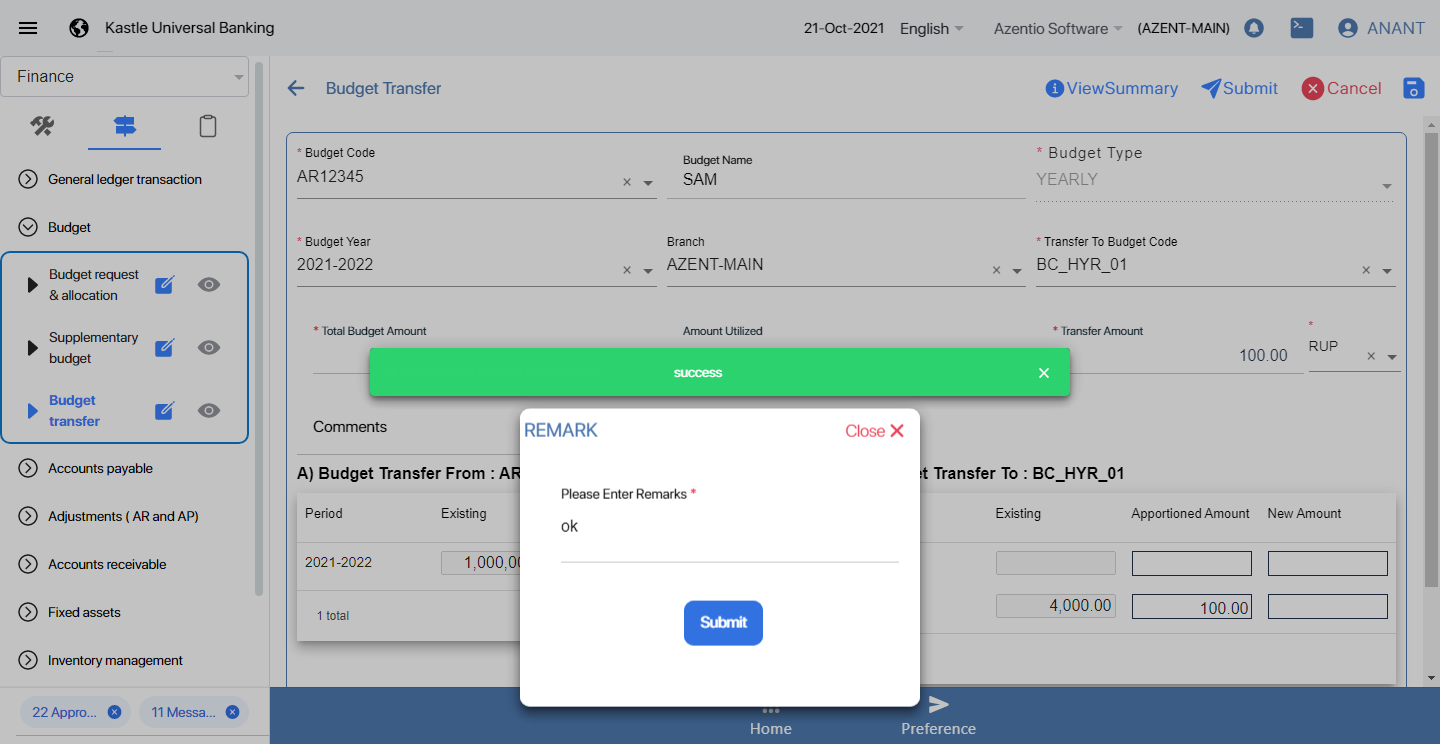 Kastle Universal Banking
21-Oct-2021 English Azentio Software (AZENT-MAIN) ANANT
Finance
General ledger transaction
Budget
Budget request
& allocation
Supplementary
budget
Budget
transfer
Accounts payable
Adjustments ( AR and AP)
Accounts receivable
Fixed assets
Inventory management
22 Appro... 11 Messa...
Budget Transfer
ViewSummary Submit Cancel
* Budget Code
AR12345
Budget Name
SAM
* Budget Type
YEARLY
* Budget Year
2021-2022
Branch
AZENT-MAIN
* Transfer To Budget Code
BC_HYR_01
* Total Budget Amount
Amount Utilized
* Transfer Amount
100.00
*
RUP
success
Comments
REMARK
Close
Please Enter Remarks *
ok
Submit
A) Budget Transfer From : AR
Transfer To : BC_HYR_01
Period Existing
2021-2022 1,000,00
1 total
Existing Apportioned Amount New Amount
4,000.00 100.00
Home Preference